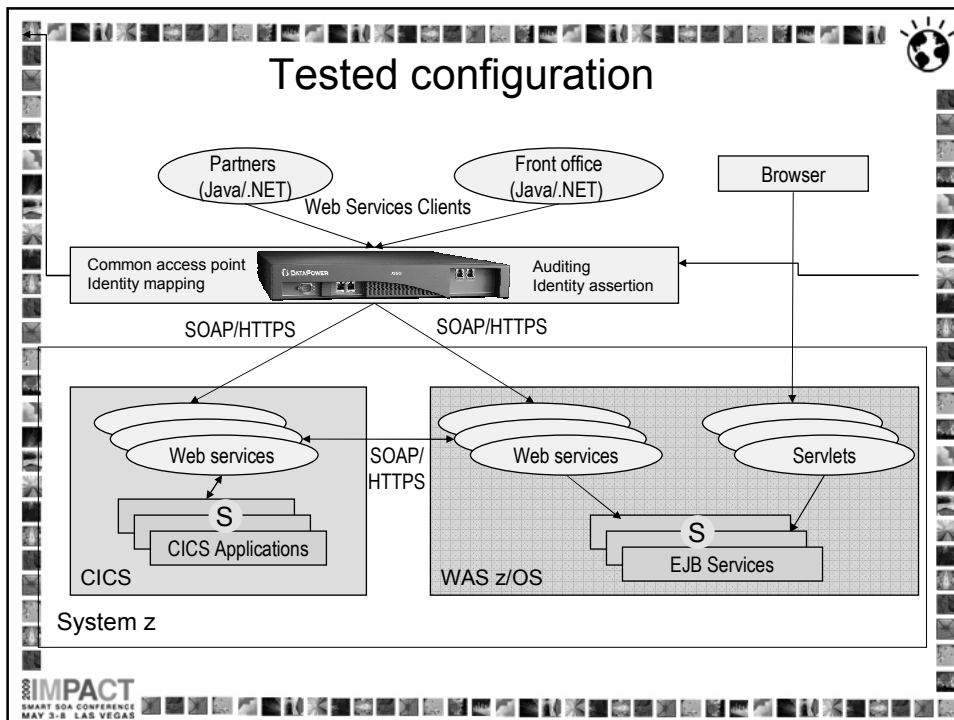 Tested configuration
Partners
(Java/.NET)
Front office
(Java/.NET)
Browser
Web Services Clients
Common access point
Identity mapping
DATAPOWER
Auditing
Identity assertion
SOAP/HTTPS
SOAP/HTTPS
Web services
SOAP/
HTTPS
Web services
Servlets
S
CICS Applications
S
EJB Services
CICS
WAS z/OS
System z
IMPACT
SMART SOA CONFERENCE
MAY 3-8 LAS VEGAS